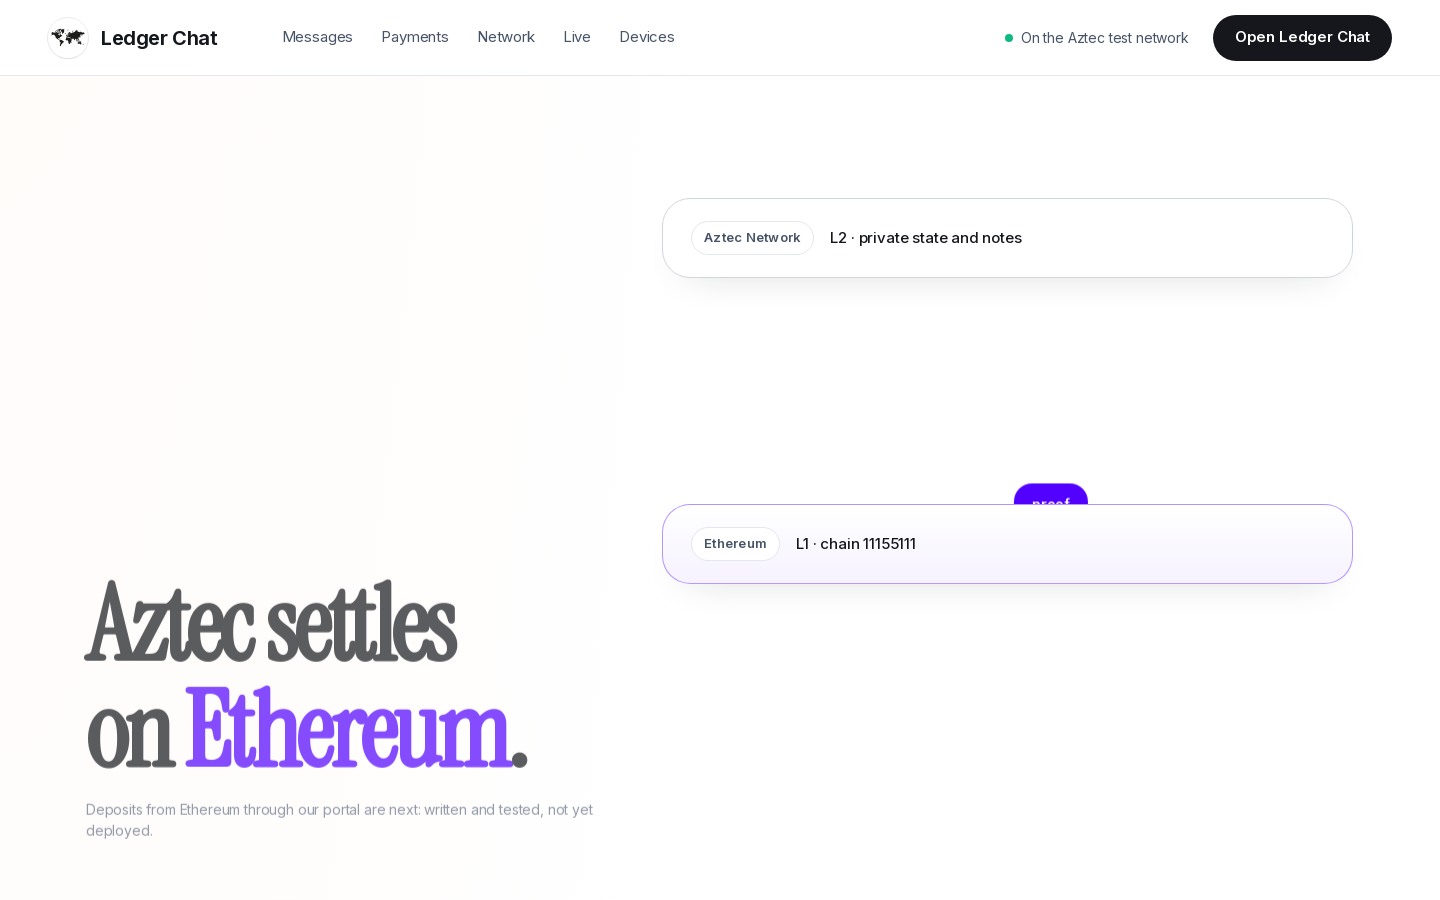 Ledger Chat
Messages Payments Network Live Devices
On the Aztec test network
Open Ledger Chat
Aztec Network
L2 · private state and notes
proof
Ethereum
L1 · chain 11155111
Aztec settles
on Ethereum.
Deposits from Ethereum through our portal are next: written and tested, not yet
deployed.